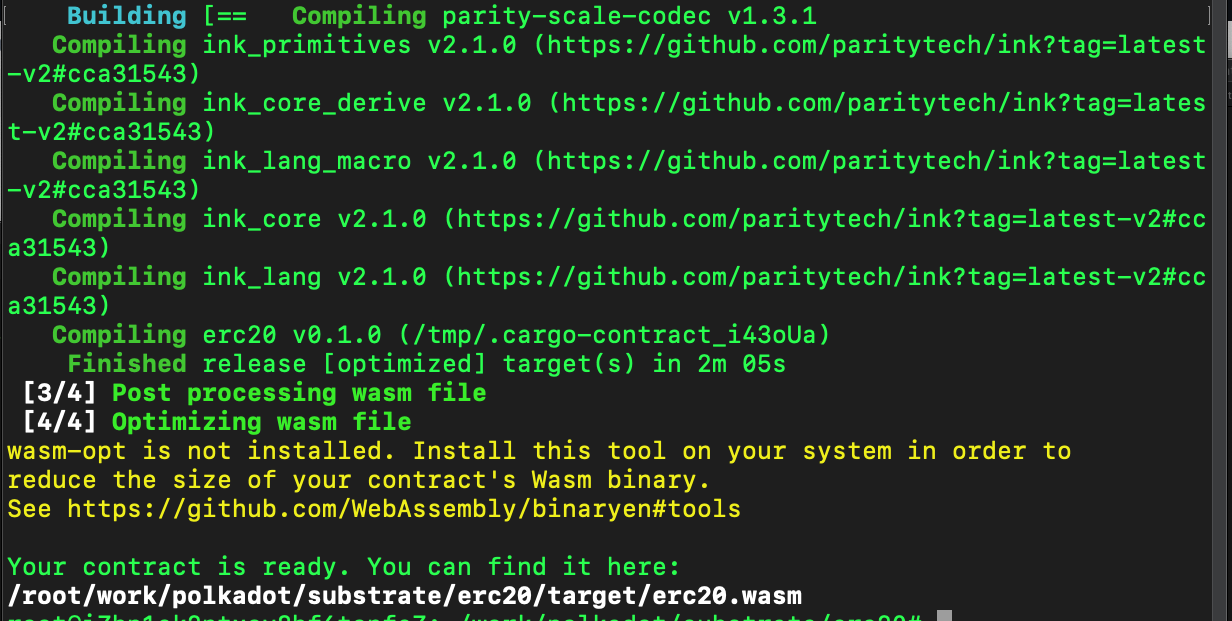 Building [==   Compiling parity-scale-codec v1.3.1                          ]
Compiling ink_primitives v2.1.0 (https://github.com/paritytech/ink?tag=latest
-v2#cca31543)
Compiling ink_core_derive v2.1.0 (https://github.com/paritytech/ink?tag=lates
t-v2#cca31543)
Compiling ink_lang_macro v2.1.0 (https://github.com/paritytech/ink?tag=latest
-v2#cca31543)
Compiling ink_core v2.1.0 (https://github.com/paritytech/ink?tag=latest-v2#cc
a31543)
Compiling ink_lang v2.1.0 (https://github.com/paritytech/ink?tag=latest-v2#cc
a31543)
Compiling erc20 v0.1.0 (/tmp/.cargo-contract_i43oUa)
Finished release [optimized] target(s) in 2m 05s
[3/4] Post processing wasm file
[4/4] Optimizing wasm file
wasm-opt is not installed. Install this tool on your system in order to
reduce the size of your contract's Wasm binary.
See https://github.com/WebAssembly/binaryen#tools
Your contract is ready. You can find it here:
/root/work/polkadot/substrate/erc20/target/erc20.wasm